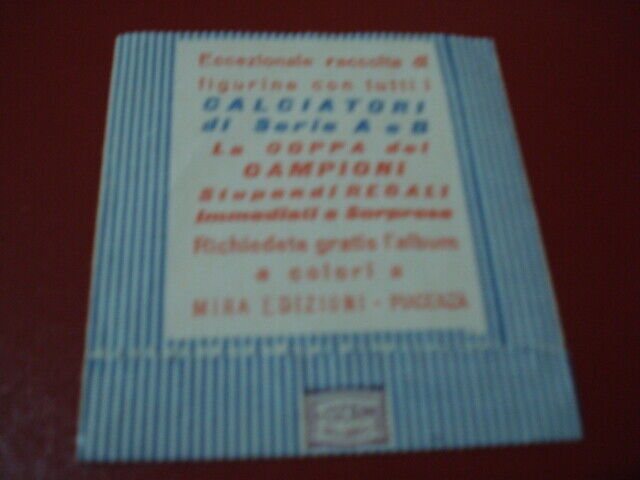 Eccezionale raccolta di
figurine con tutti i
CALCIATORI
di Serie A e B
La COPPA dei
CAMPIONI
Stupendi REGALI
Immediati a Sorpresa
Richiedete gratis l'album
a colori a
MIRA EDIZIONI - PIACENZA